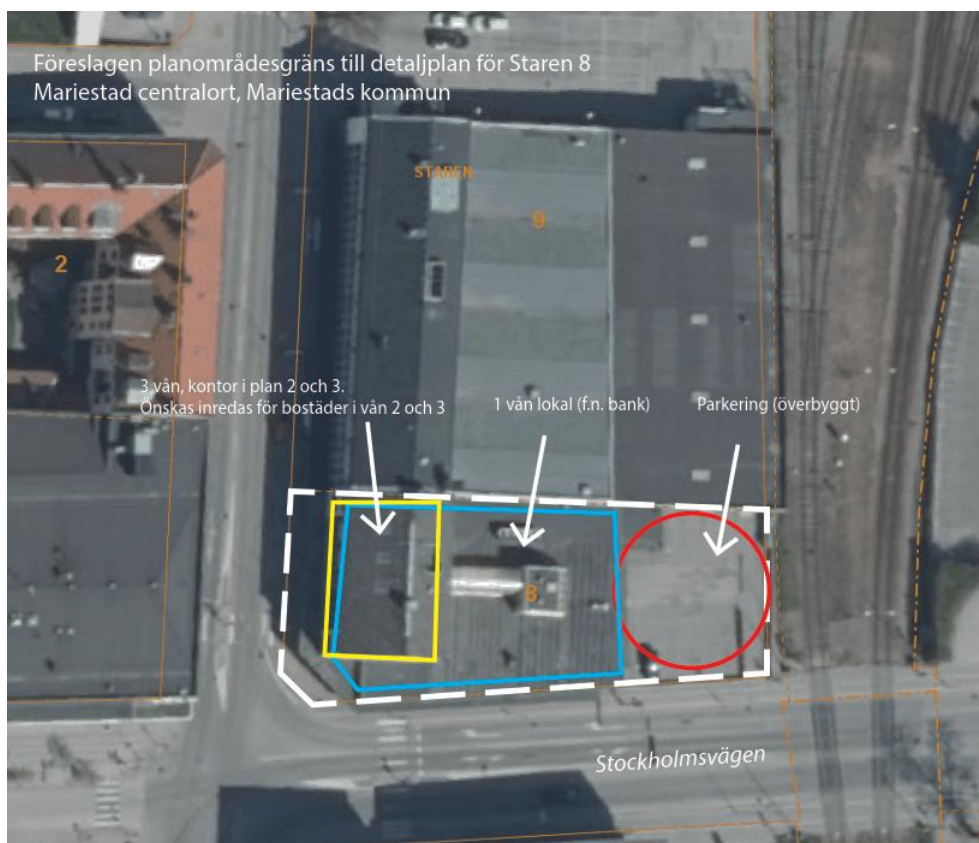 Föreslagen planområdesgräns till detaljplan för Staren 8
Mariestad centralort, Mariestads kommun
STAREN
9
2
3 vån, kontor i plan 2 och 3.
Önskas inredas för bostäder i vån 2 och 3
1 vån lokal (f.n. bank)
Parkering (överbyggt)
8
Stockholmsvägen